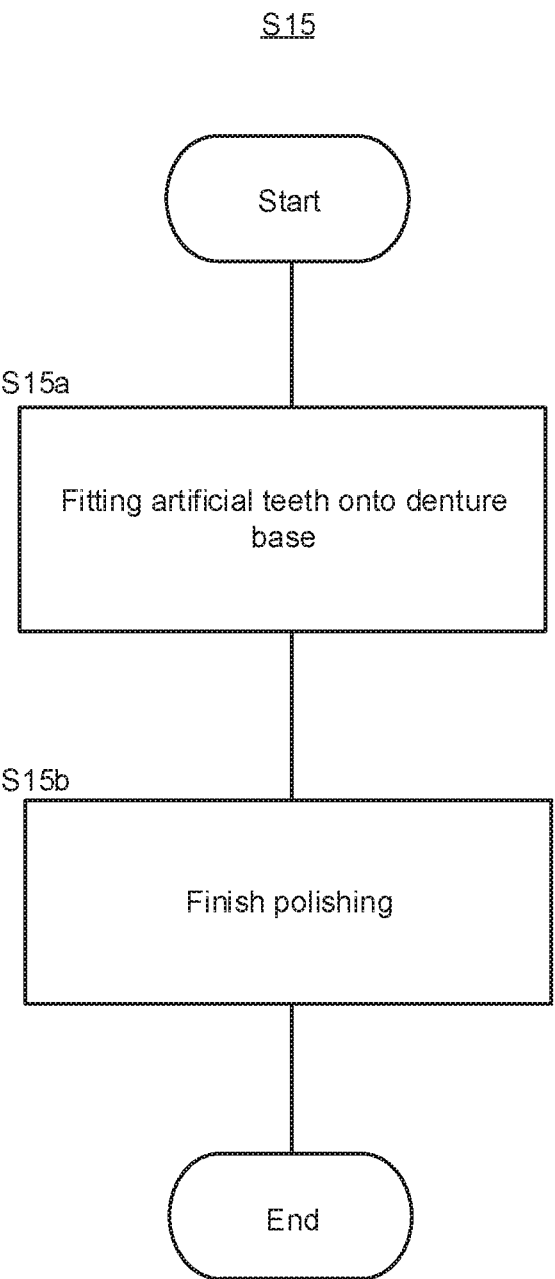 S15
Start
S15a
Fitting artificial teeth onto denture
base
S15b
Finish polishing
End